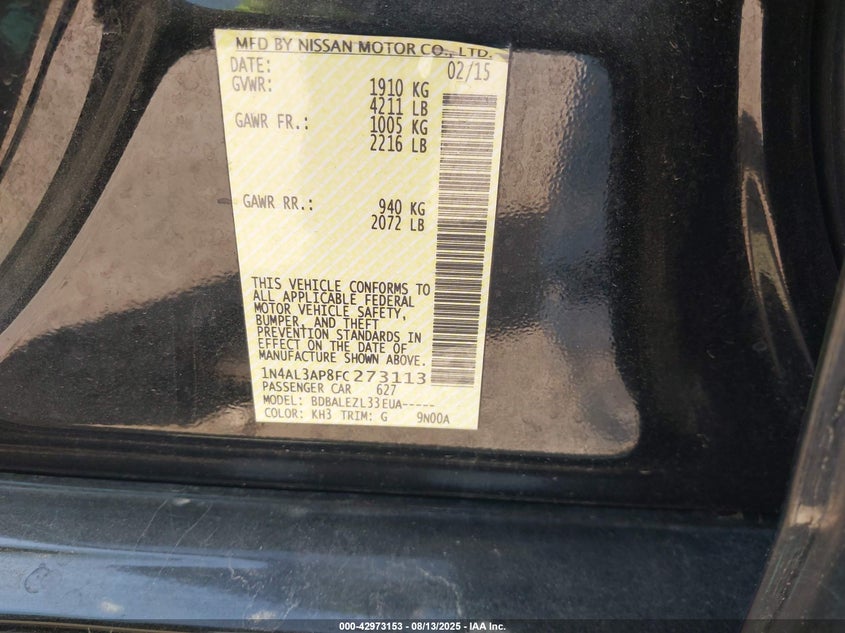 MFD BY NISSAN MOTOR CO., LTD.
DATE: 02/15
GVWR: 1910 KG
4211 LB
GAWR FR.: 1005 KG
2216 LB
GAWR RR.: 940 KG
2072 LB
THIS VEHICLE CONFORMS TO
ALL APPLICABLE FEDERAL
MOTOR VEHICLE SAFETY,
BUMPER, AND THEFT
PREVENTION STANDARDS IN
EFFECT ON THE DATE OF
MANUFACTURE SHOWN ABOVE.
1N4AL3AP8FC273113
PASSENGER CAR 627
MODEL: BDBALEZL33EUA-----
COLOR: KH3 TRIM: G 9N00A
000-42973153 - 08/13/2025 - IAA Inc.